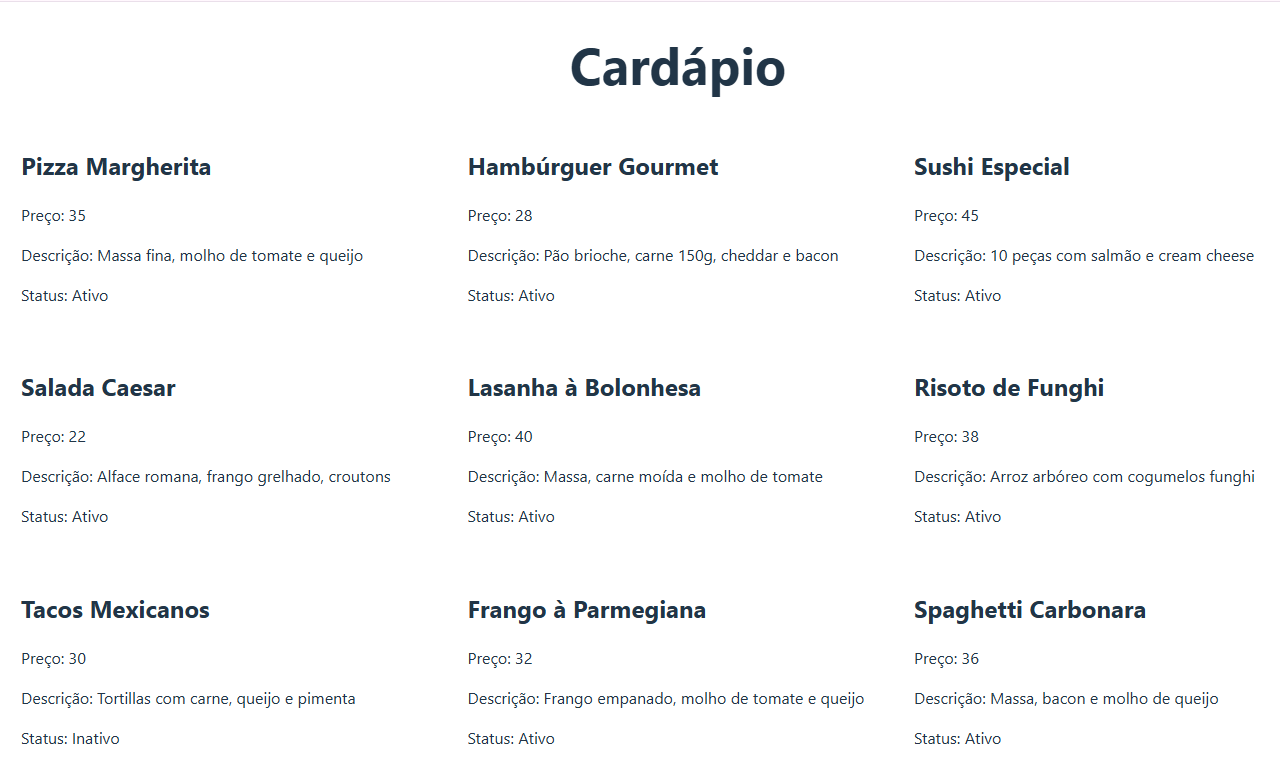 Cardápio
Pizza Margherita
Preço: 35
Descrição: Massa fina, molho de tomate e queijo
Status: Ativo
Hambúrguer Gourmet
Preço: 28
Descrição: Pão brioche, carne 150g, cheddar e bacon
Status: Ativo
Sushi Especial
Preço: 45
Descrição: 10 peças com salmão e cream cheese
Status: Ativo
Salada Caesar
Preço: 22
Descrição: Alface romana, frango grelhado, croutons
Status: Ativo
Lasanha à Bolonhesa
Preço: 40
Descrição: Massa, carne moída e molho de tomate
Status: Ativo
Risoto de Funghi
Preço: 38
Descrição: Arroz arbóreo com cogumelos funghi
Status: Ativo
Tacos Mexicanos
Preço: 30
Descrição: Tortillas com carne, queijo e pimenta
Status: Inativo
Frango à Parmegiana
Preço: 32
Descrição: Frango empanado, molho de tomate e queijo
Status: Ativo
Spaghetti Carbonara
Preço: 36
Descrição: Massa, bacon e molho de queijo
Status: Ativo